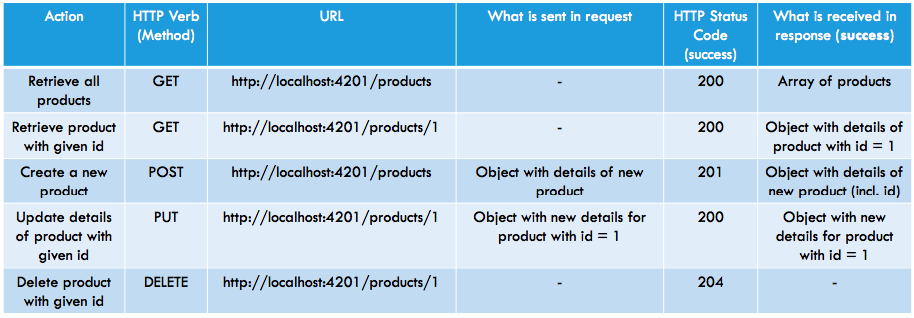 Action HTTP Verb (Method) URL What is sent in request HTTP Status Code (success) What is received in response (success)
Retrieve all products GET http://localhost:4201/products - 200 Array of products
Retrieve product with given id GET http://localhost:4201/products/1 - 200 Object with details of product with id = 1
Create a new product POST http://localhost:4201/products Object with details of new product 201 Object with details of new product (incl. id)
Update details of product with given id PUT http://localhost:4201/products/1 Object with new details for product with id = 1 200 Object with new details for product with id = 1
Delete product with given id DELETE http://localhost:4201/products/1 - 204 -